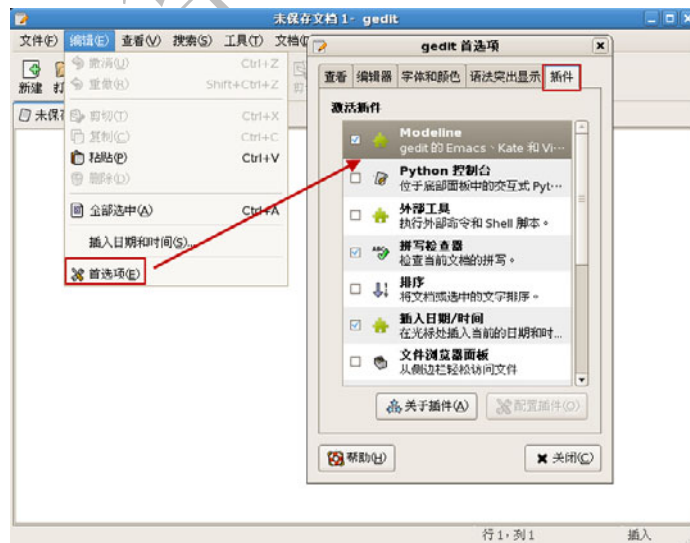 未保存文档 1- gedit
文件(F) 编辑(E) 查看(V) 搜索(S) 工具(T) 文档(
新建
未保
撤消(U) Ctrl+Z
重做(R) Shift+Ctrl+Z
剪切(T) Ctrl+X
复制(C) Ctrl+C
粘贴(P) Ctrl+V
删除(D)
全部选中(A) Ctrl+A
插入日期和时间(S)...
首选项(E)
gedit 首选项
查看 编辑器 字体和颜色 语法突出显示 插件
激活插件
Modeline
gedit 的 Emacs、Kate 和 Vi…
Python 控制台
位于底部面板中的交互式 Pyt…
外部工具
执行外部命令和 Shell 脚本。
拼写检查器
检查当前文档的拼写。
排序
将文档或选中的文字排序。
插入日期/时间
在光标处插入当前的日期和时...
文件浏览器面板
从侧边栏轻松访问文件
关于插件(A) 配置插件(O)
帮助(H) 关闭(C)
行 1，列 1 插入